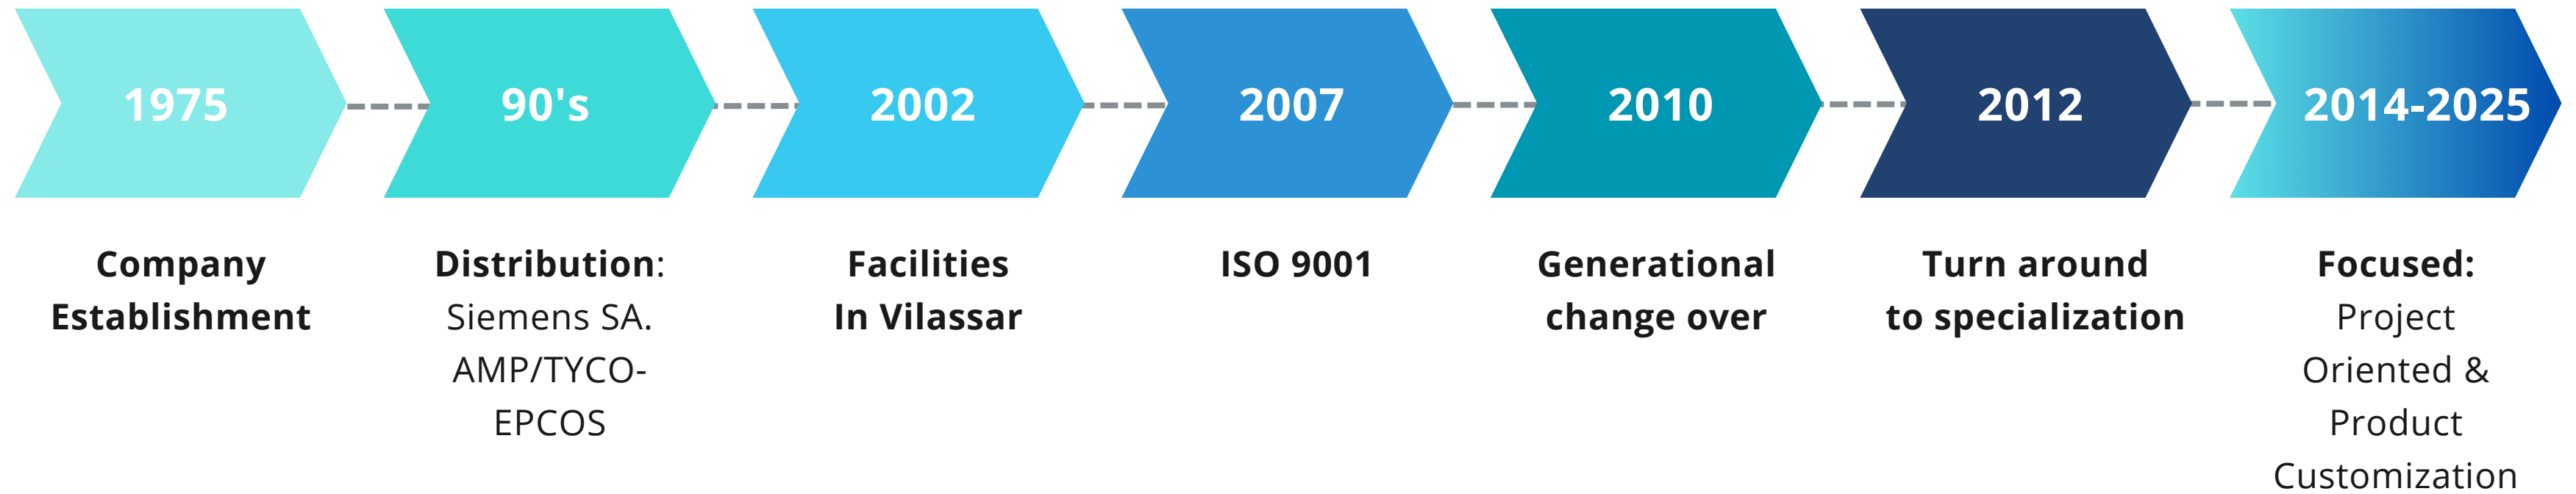 1975
Company
Establishment
90's
Distribution:
Siemens SA.
AMP/TYCO-
EPCOS
2002
Facilities
In Vilassar
2007
ISO 9001
2010
Generational
change over
2012
Turn around
to specialization
2014-2025
Focused:
Project
Oriented &
Product
Customization